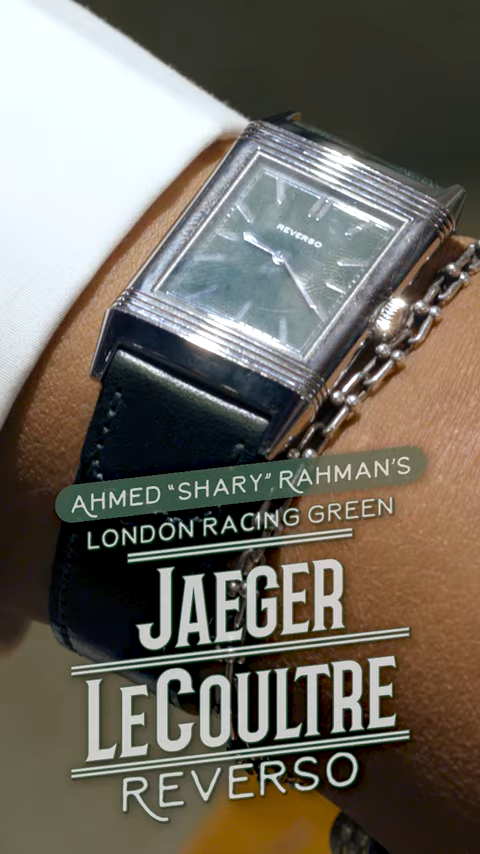 REVERSO
AHMED “SHARY” RAHMAN'S
LONDON RACING GREEN
JAEGER
LECOULTRE
REVERSO